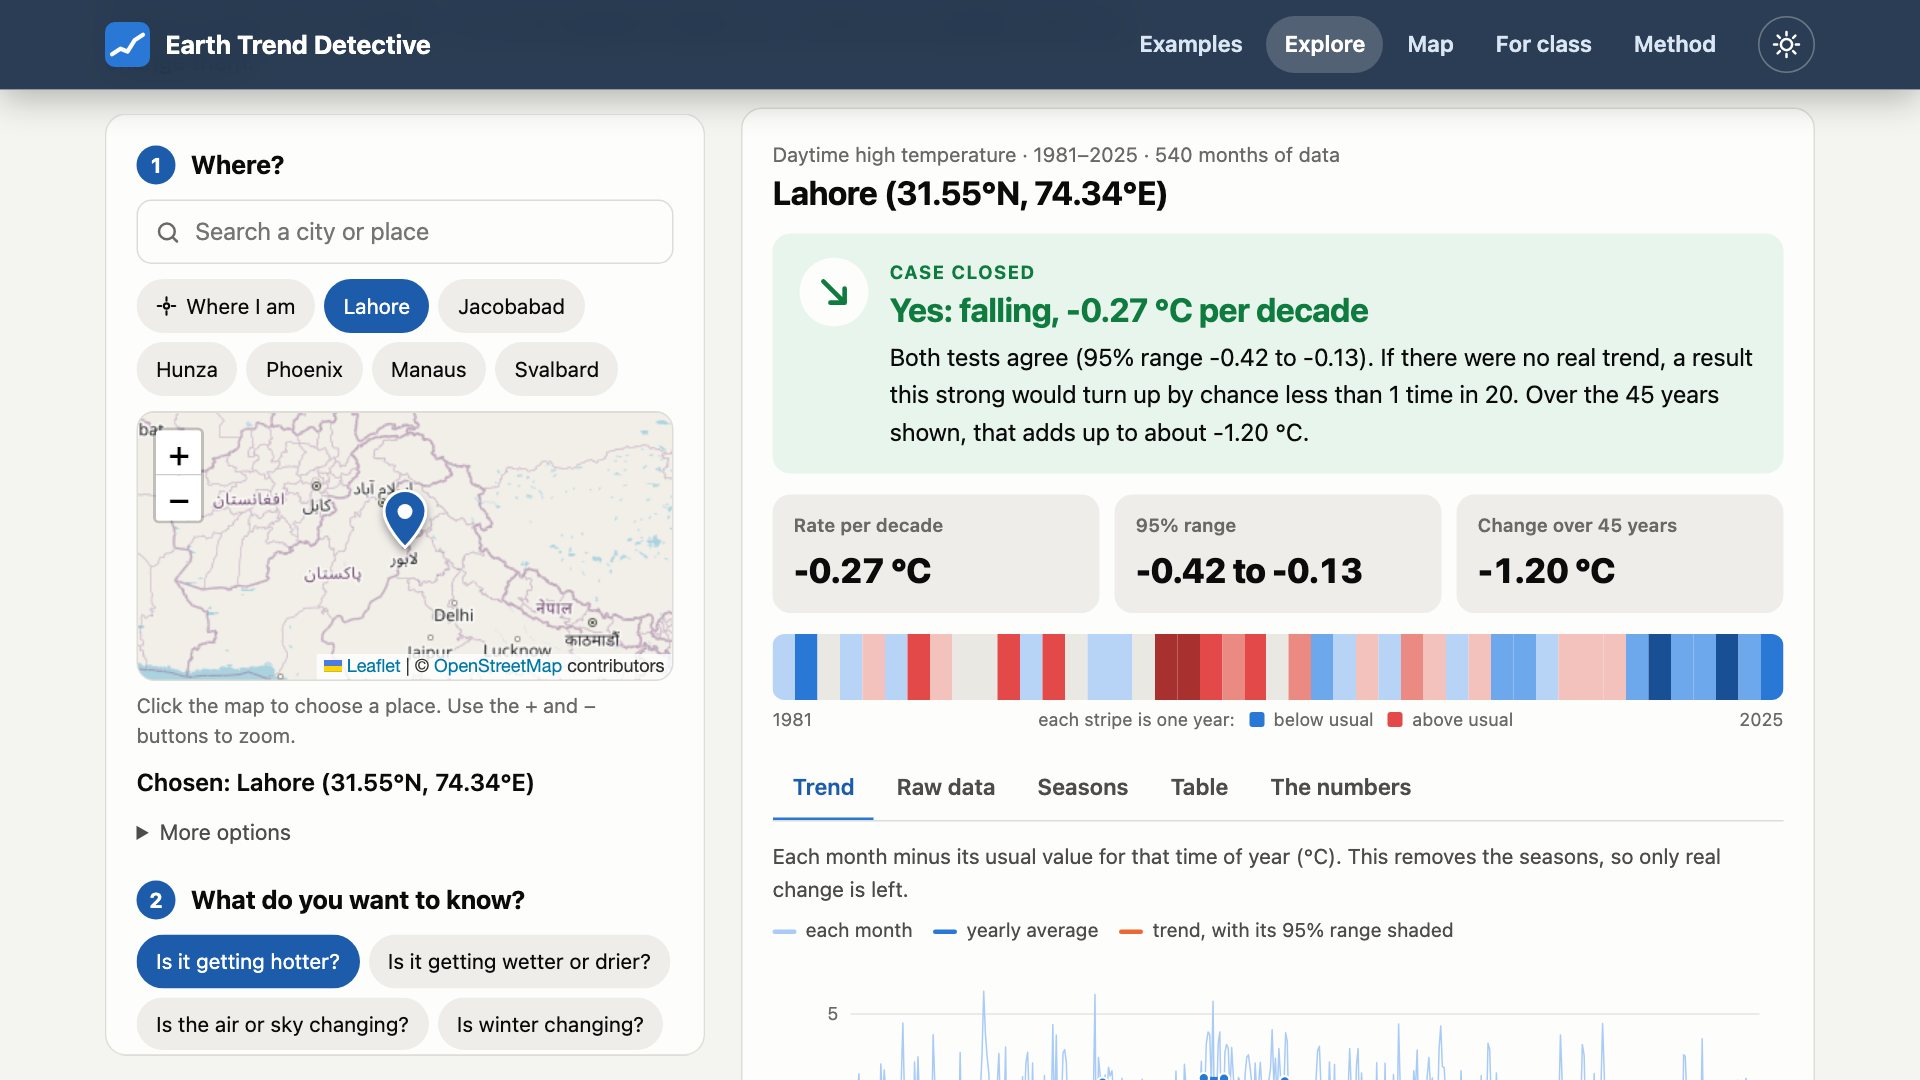 Earth Trend Detective
Examples
Explore
Map
For class
Method
1 Where?
Search a city or place
Where I am
Lahore
Jacobabad
Hunza
Phoenix
Manaus
Svalbard
+
−
افغانستان
کابل
لاہور
پاکستان
Delhi
नेपाल
काठमाडौँ
Lucknow
Leaflet | © OpenStreetMap contributors
Click the map to choose a place. Use the + and −
buttons to zoom.
Chosen: Lahore (31.55°N, 74.34°E)
More options
2 What do you want to know?
Is it getting hotter?
Is it getting wetter or drier?
Is the air or sky changing?
Is winter changing?
Daytime high temperature · 1981–2025 · 540 months of data
Lahore (31.55°N, 74.34°E)
CASE CLOSED
Yes: falling, -0.27 °C per decade
Both tests agree (95% range -0.42 to -0.13). If there were no real trend, a result
this strong would turn up by chance less than 1 time in 20. Over the 45 years
shown, that adds up to about -1.20 °C.
Rate per decade
-0.27 °C
95% range
-0.42 to -0.13
Change over 45 years
-1.20 °C
1981
each stripe is one year:
below usual
above usual
2025
Trend
Raw data
Seasons
Table
The numbers
Each month minus its usual value for that time of year (°C). This removes the seasons, so only real
change is left.
each month
yearly average
trend, with its 95% range shaded
5